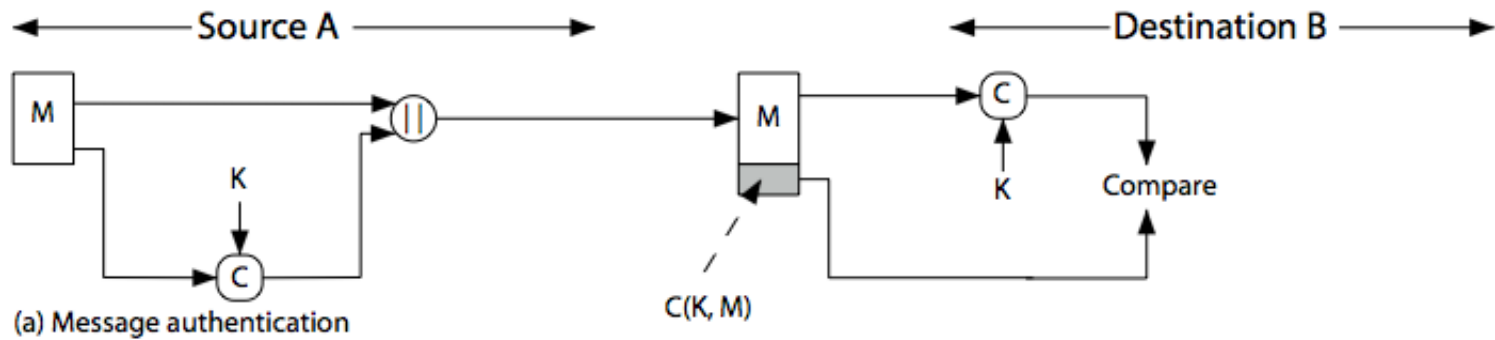 Source A
Destination B
M
||
M
C
K
K
Compare
C
C(K, M)
(a) Message authentication